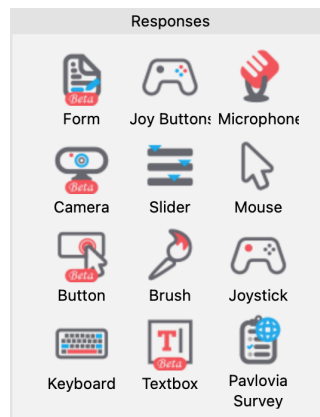 Responses
Beta
Form
Joy Buttons
Microphone
Beta
Camera
Slider
Mouse
Beta
Button
Brush
Joystick
Keyboard
T
Beta
Textbox
Pavlovia
Survey